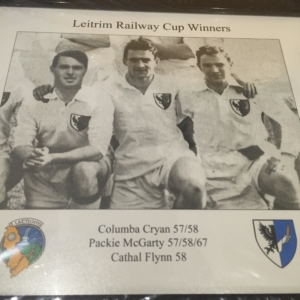 Leitrim Railway Cup Winners
Columba Cryan 57/58
Packie McGarty 57/58/67
Cathal Flynn 58